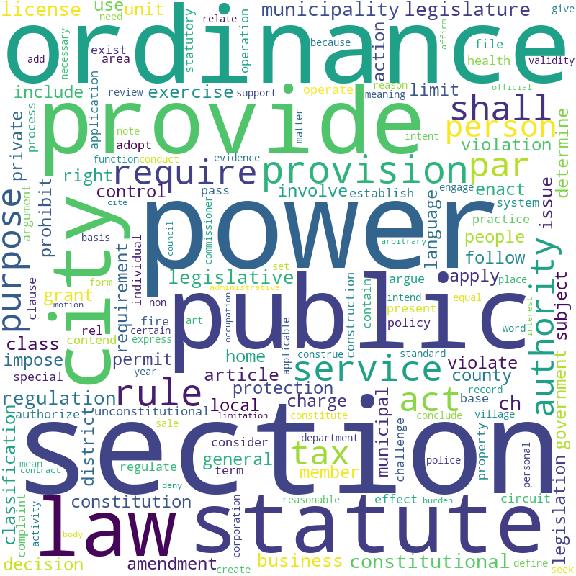 license use unit municipality legislature
ordinance
necessary statutory operation relate need because affirm give
add exist area action file health validity
include exercise limit
process application review support operate reason meaning official
provide
private adopt note matter intent determine
shall
person
violation
function conduct evidence
right require provision par enact
argument prohibit control pass involve establish engage system
cite language practice issue
purpose city power people
basis council commissioner arbitrary follow
clause grant requirement individual legislative set argue apply authority
motion form administrative contain intend place
contend rel certain non fire art occupation public construction present equal subject
class express year applicable construe policy word interest
impose permit home service standard record violate government
special article protection county base village
regulation rule local charge act ch
authorize unconstitutional limitation constitute conclude
classification district sale consider department tax municipal challenge property
section
mean contract regulate general member police personal legislation
complaint deny term reasonable effect burden circuit
activity constitution law corporation statute
body amendment business constitutional define
decision create seek